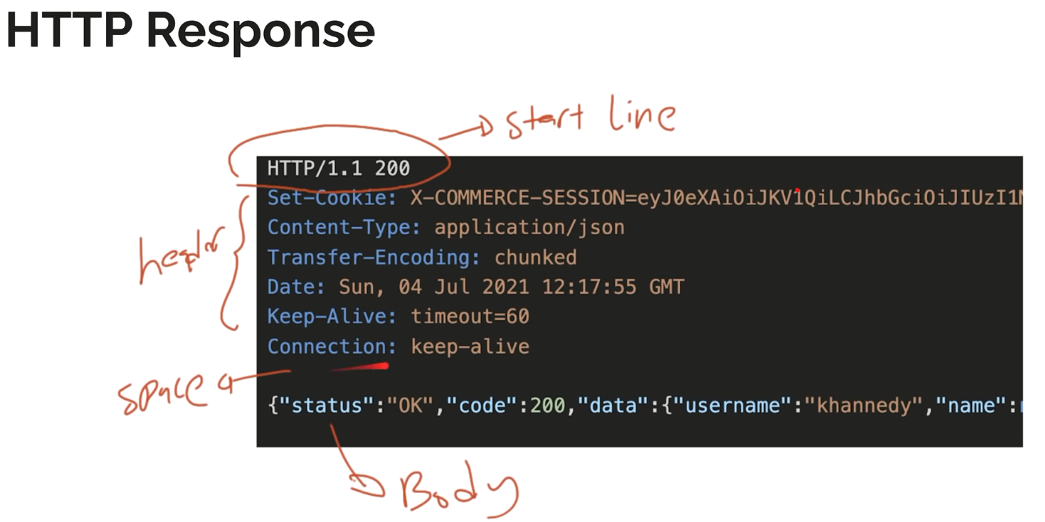 HTTP Response
start line
HTTP/1.1 200
Set-Cookie: X-COMMERCE-SESSION=eyJ0eXAiOiJKV1QiLCJhbGciOiJIUzI1N
Content-Type: application/json
header
Transfer-Encoding: chunked
Date: Sun, 04 Jul 2021 12:17:55 GMT
Keep-Alive: timeout=60
Connection: keep-alive
space
{"status":"OK","code":200,"data":{"username":"khannedy","name":
Body